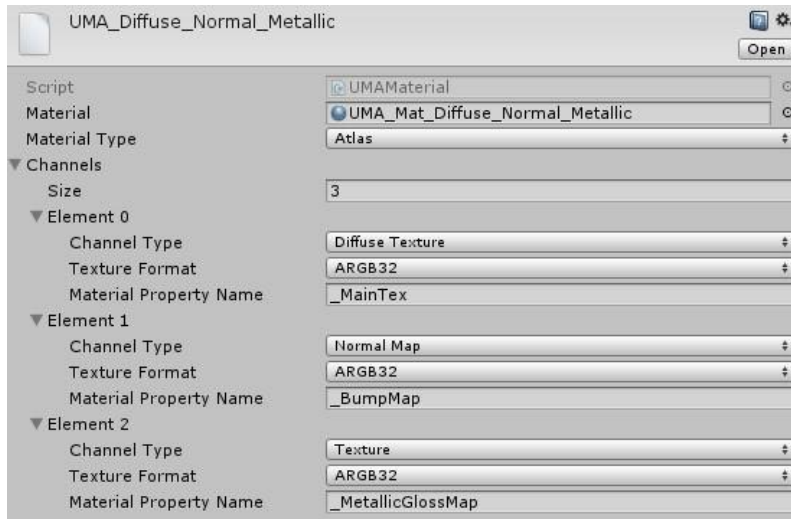 UMA_Diffuse_Normal_Metallic
Open
Script UMAMaterial
Material UMA_Mat_Diffuse_Normal_Metallic
Material Type Atlas
Channels
Size 3
Element 0
Channel Type Diffuse Texture
Texture Format ARGB32
Material Property Name _MainTex
Element 1
Channel Type Normal Map
Texture Format ARGB32
Material Property Name _BumpMap
Element 2
Channel Type Texture
Texture Format ARGB32
Material Property Name _MetallicGlossMap